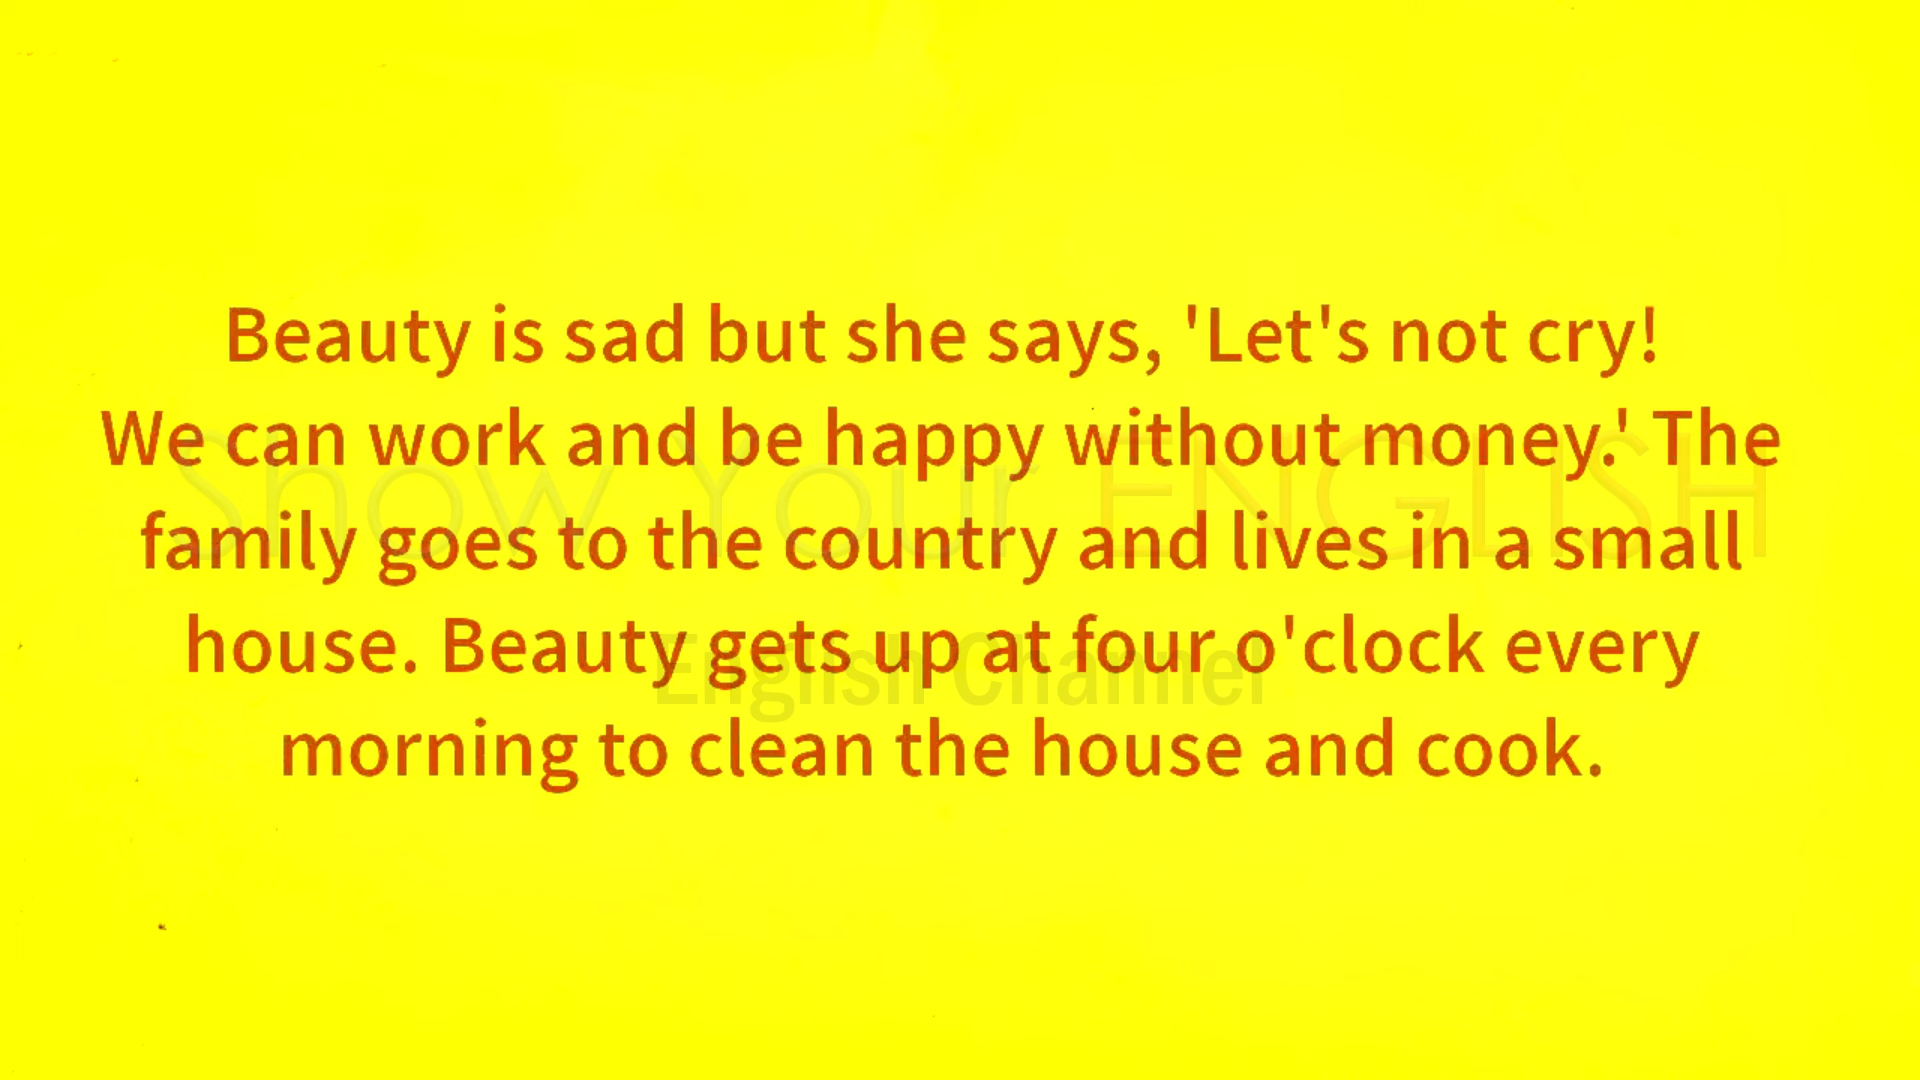 Beauty is sad but she says, 'Let's not cry!
We can work and be happy without money.' The
family goes to the country and lives in a small
house. Beauty gets up at four o'clock every
morning to clean the house and cook.
Show Your ENGLISH
English Channel